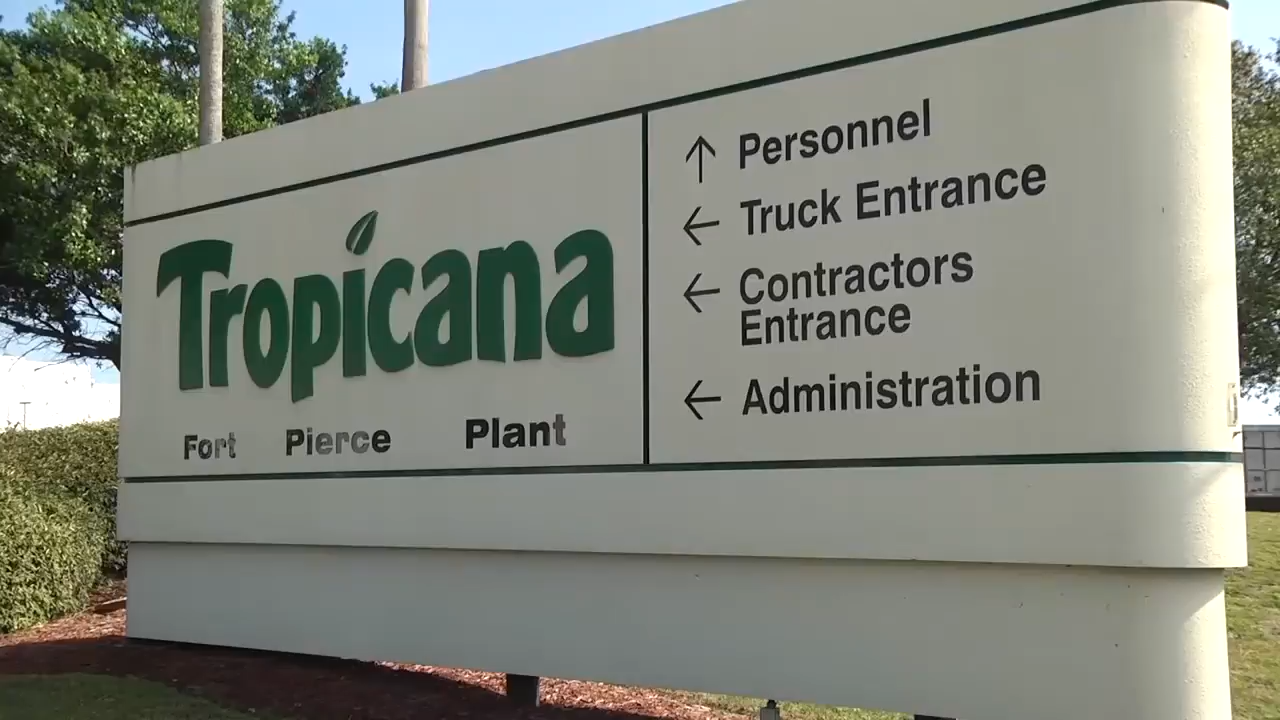 Tropicana
Fort Pierce Plant
↑ Personnel
← Truck Entrance
← Contractors
Entrance
← Administration